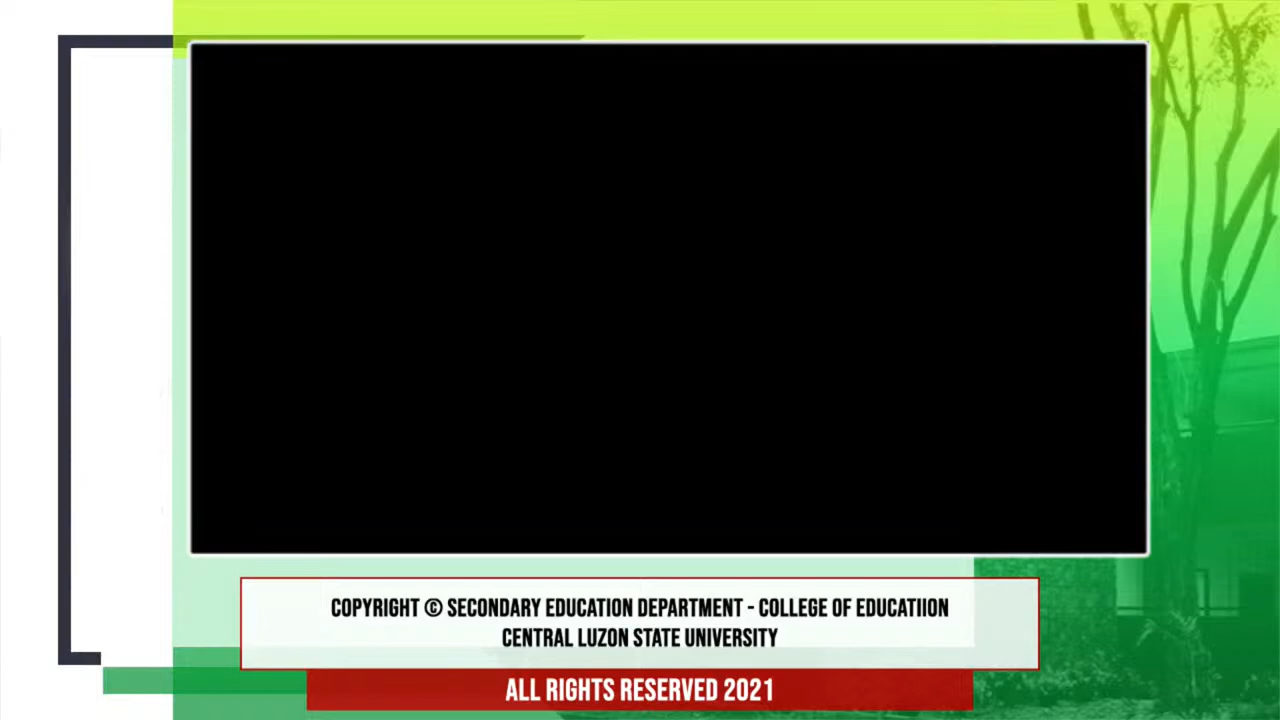 COPYRIGHT © SECONDARY EDUCATION DEPARTMENT - COLLEGE OF EDUCATIION
CENTRAL LUZON STATE UNIVERSITY
ALL RIGHTS RESERVED 2021